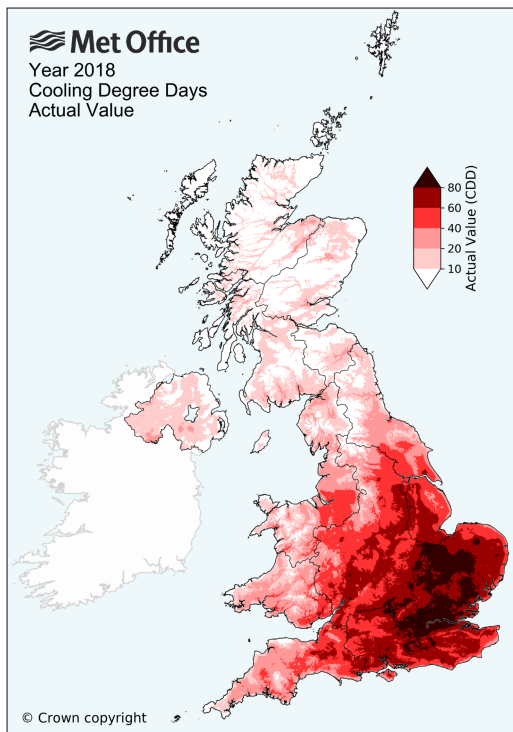 Met Office
Year 2018
Cooling Degree Days
Actual Value
80
60
40
20
10
Actual Value (CDD)
© Crown copyright